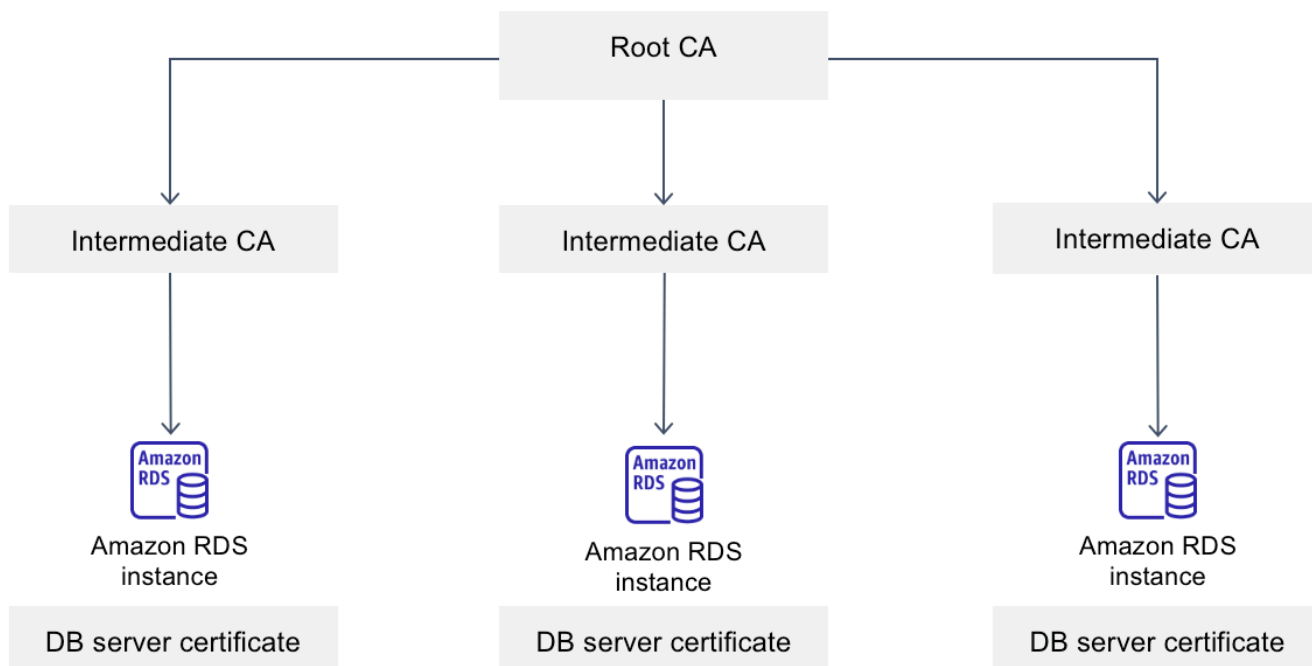 Root CA
Intermediate CA
Intermediate CA
Intermediate CA
Amazon
RDS
Amazon RDS
instance
DB server certificate
Amazon
RDS
Amazon RDS
instance
DB server certificate
Amazon
RDS
Amazon RDS
instance
DB server certificate